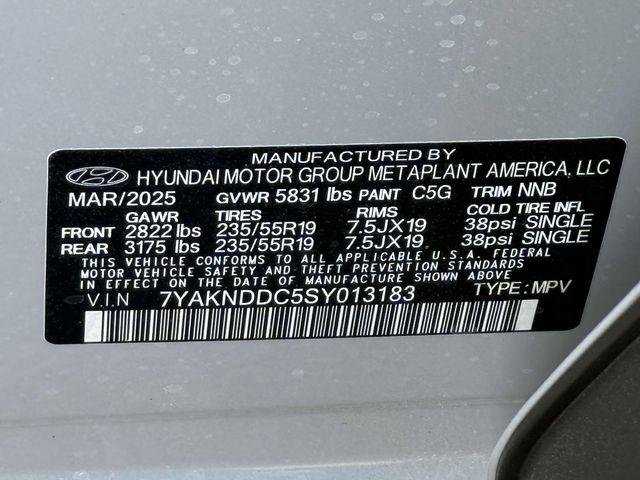 MANUFACTURED BY
HYUNDAI MOTOR GROUP METAPLANT AMERICA, LLC
MAR/2025 GVWR 5831 lbs PAINT C5G TRIM NNB
GAWR TIRES RIMS COLD TIRE INFL
FRONT 2822 lbs 235/55R19 7.5JX19 38psi SINGLE
REAR 3175 lbs 235/55R19 7.5JX19 38psi SINGLE
THIS VEHICLE CONFORMS TO ALL APPLICABLE U.S.A. FEDERAL
MOTOR VEHICLE SAFETY, BUMPER, AND THEFT PREVENTION STANDARDS
IN EFFECT ON THE DATE OF MANUFACTURE SHOWN ABOVE
V.I.N 7YAKNDDC5SY013183 TYPE : MPV